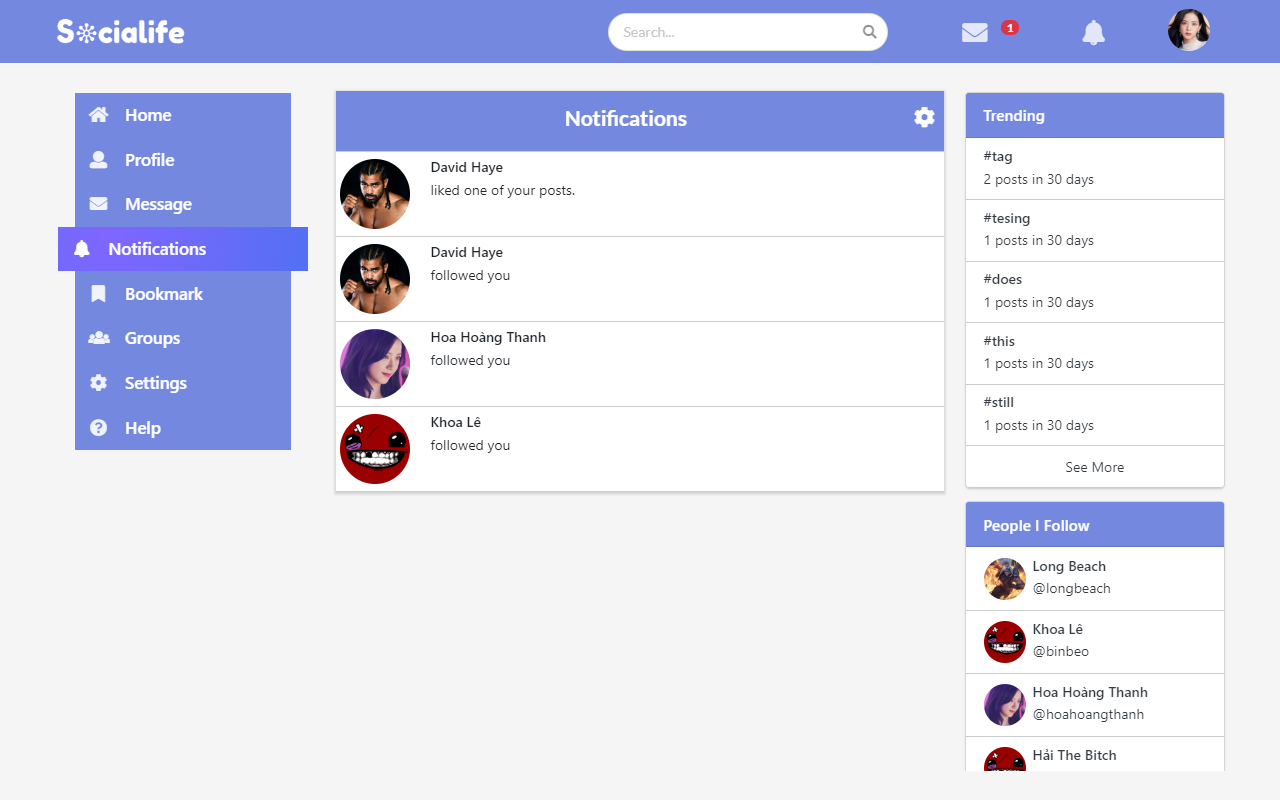 Socialife
Search...
1
Home
Profile
Message
Notifications
Bookmark
Groups
Settings
Help
Notifications
David Haye
liked one of your posts.
David Haye
followed you
Hoa Hoàng Thanh
followed you
Khoa Lê
followed you
Trending
#tag
2 posts in 30 days
#tesing
1 posts in 30 days
#does
1 posts in 30 days
#this
1 posts in 30 days
#still
1 posts in 30 days
See More
People I Follow
Long Beach
@longbeach
Khoa Lê
@binbeo
Hoa Hoàng Thanh
@hoahoangthanh
Hải The Bitch